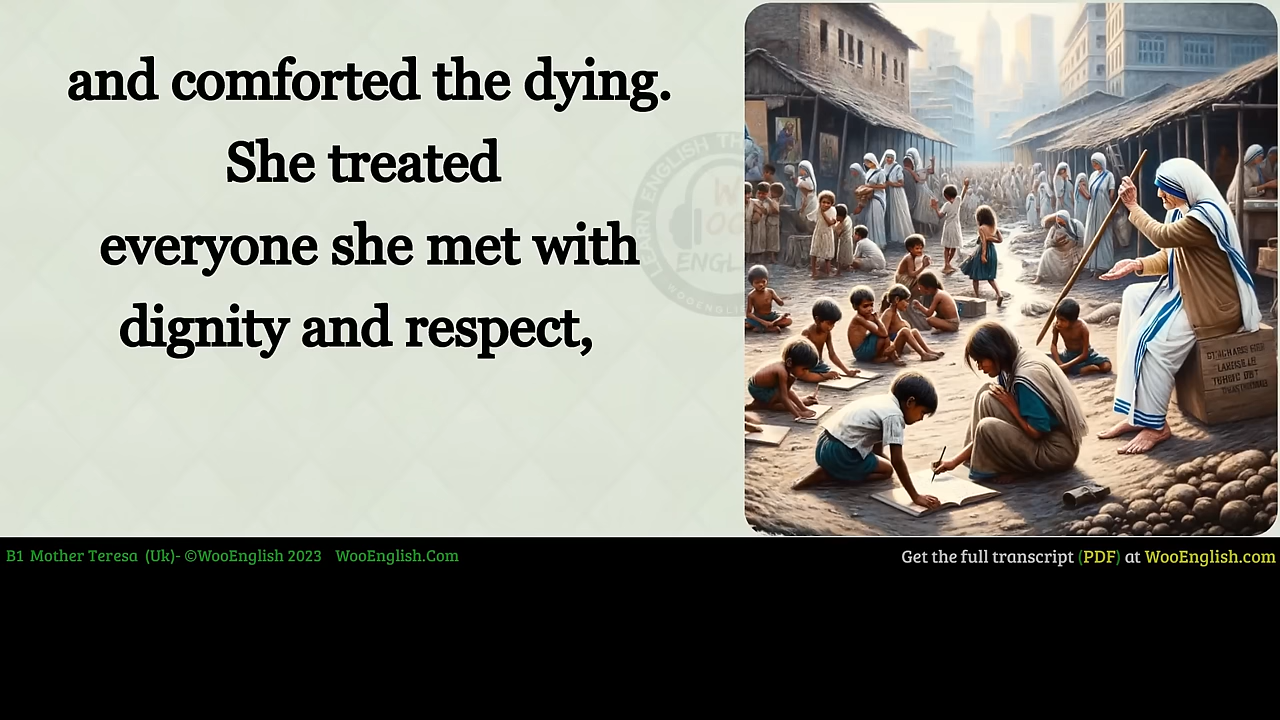 and comforted the dying.
She treated
everyone she met with
dignity and respect,
B1 Mother Teresa (Uk)- ©WooEnglish 2023 WooEnglish.Com
Get the full transcript (PDF) at WooEnglish.com